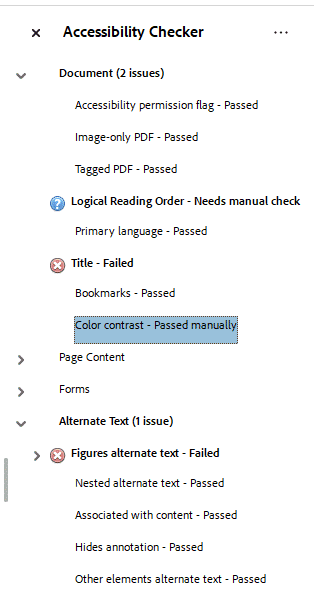 Accessibility Checker
Document (2 issues)
Accessibility permission flag - Passed
Image-only PDF - Passed
Tagged PDF - Passed
Logical Reading Order - Needs manual check
Primary language - Passed
Title - Failed
Bookmarks - Passed
Color contrast - Passed manually
Page Content
Forms
Alternate Text (1 issue)
Figures alternate text - Failed
Nested alternate text - Passed
Associated with content - Passed
Hides annotation - Passed
Other elements alternate text - Passed